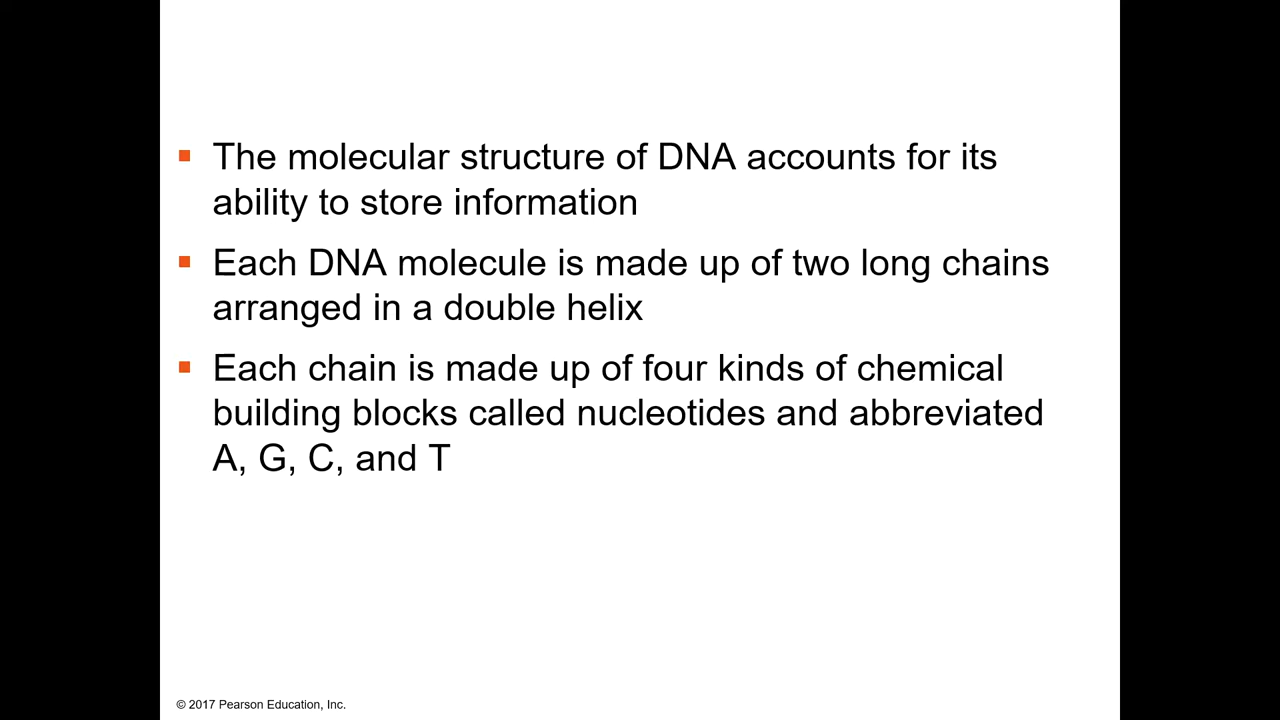 The molecular structure of DNA accounts for its
ability to store information
Each DNA molecule is made up of two long chains
arranged in a double helix
Each chain is made up of four kinds of chemical
building blocks called nucleotides and abbreviated
A, G, C, and T
© 2017 Pearson Education, Inc.